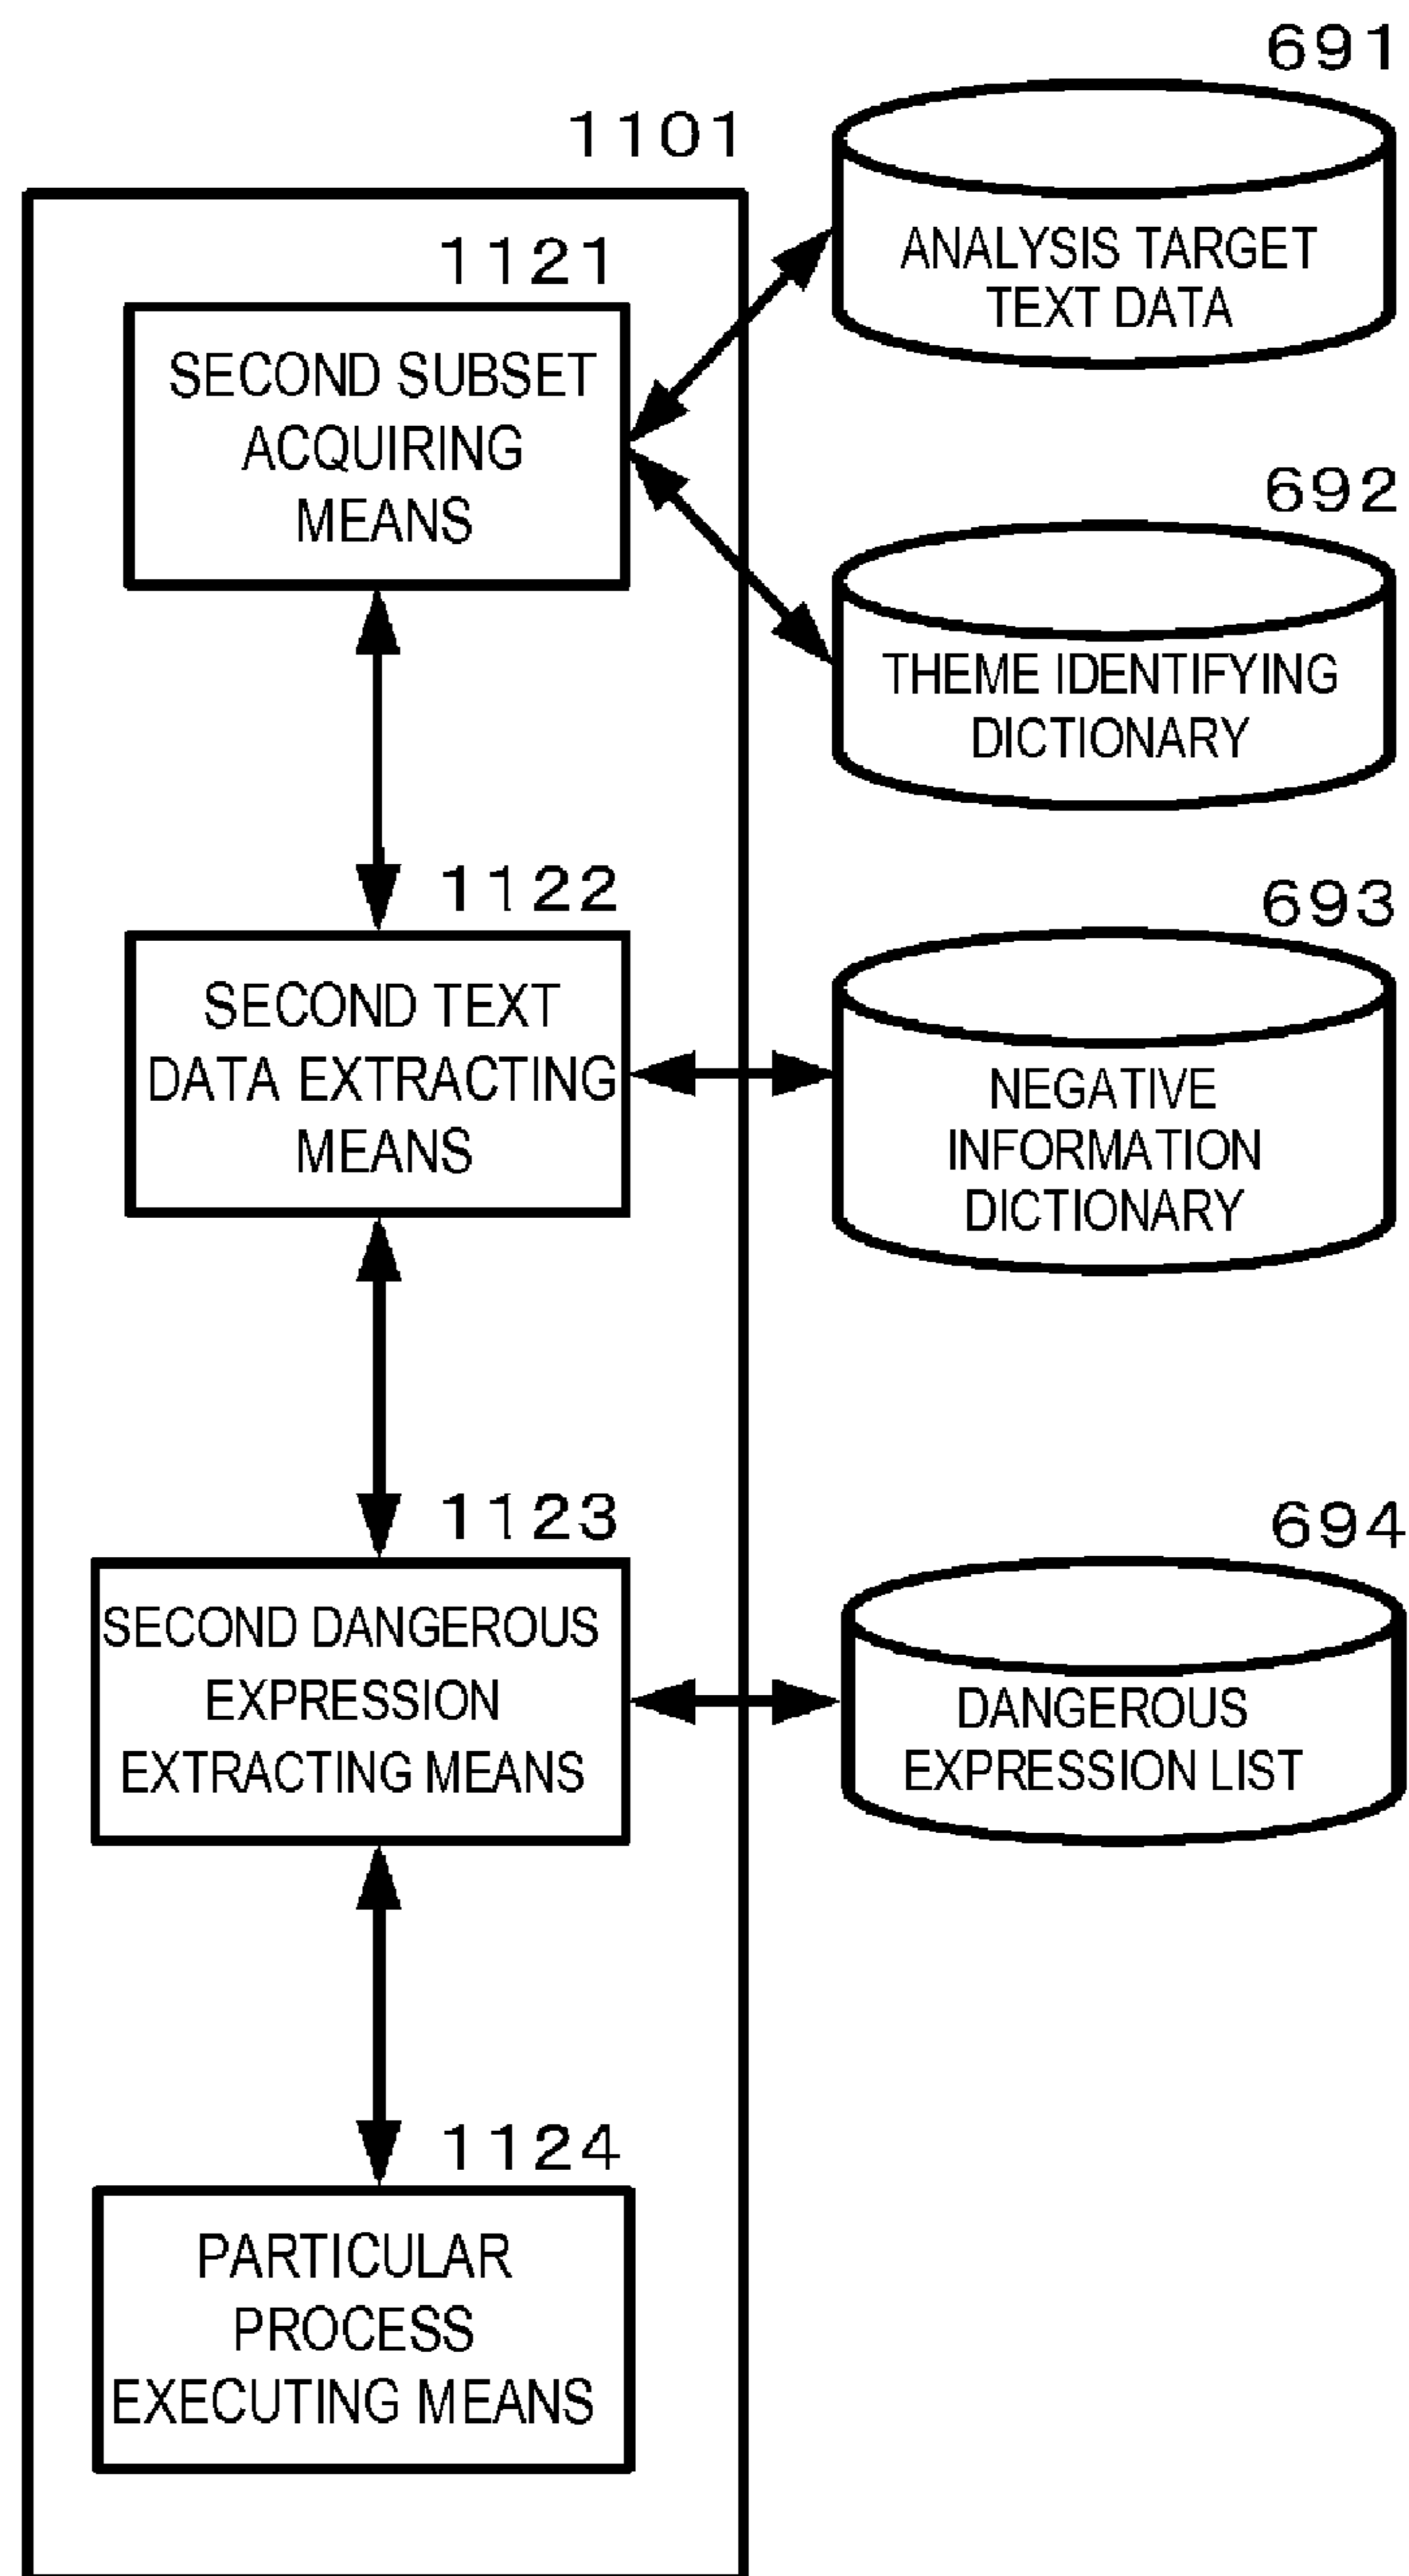 691
1101
ANALYSIS TARGET
TEXT DATA
1121
SECOND SUBSET
ACQUIRING
MEANS
692
THEME IDENTIFYING
DICTIONARY
1122
SECOND TEXT
DATA EXTRACTING
MEANS
693
NEGATIVE
INFORMATION
DICTIONARY
1123
SECOND DANGEROUS
EXPRESSION
EXTRACTING MEANS
694
DANGEROUS
EXPRESSION LIST
1124
PARTICULAR
PROCESS
EXECUTING MEANS